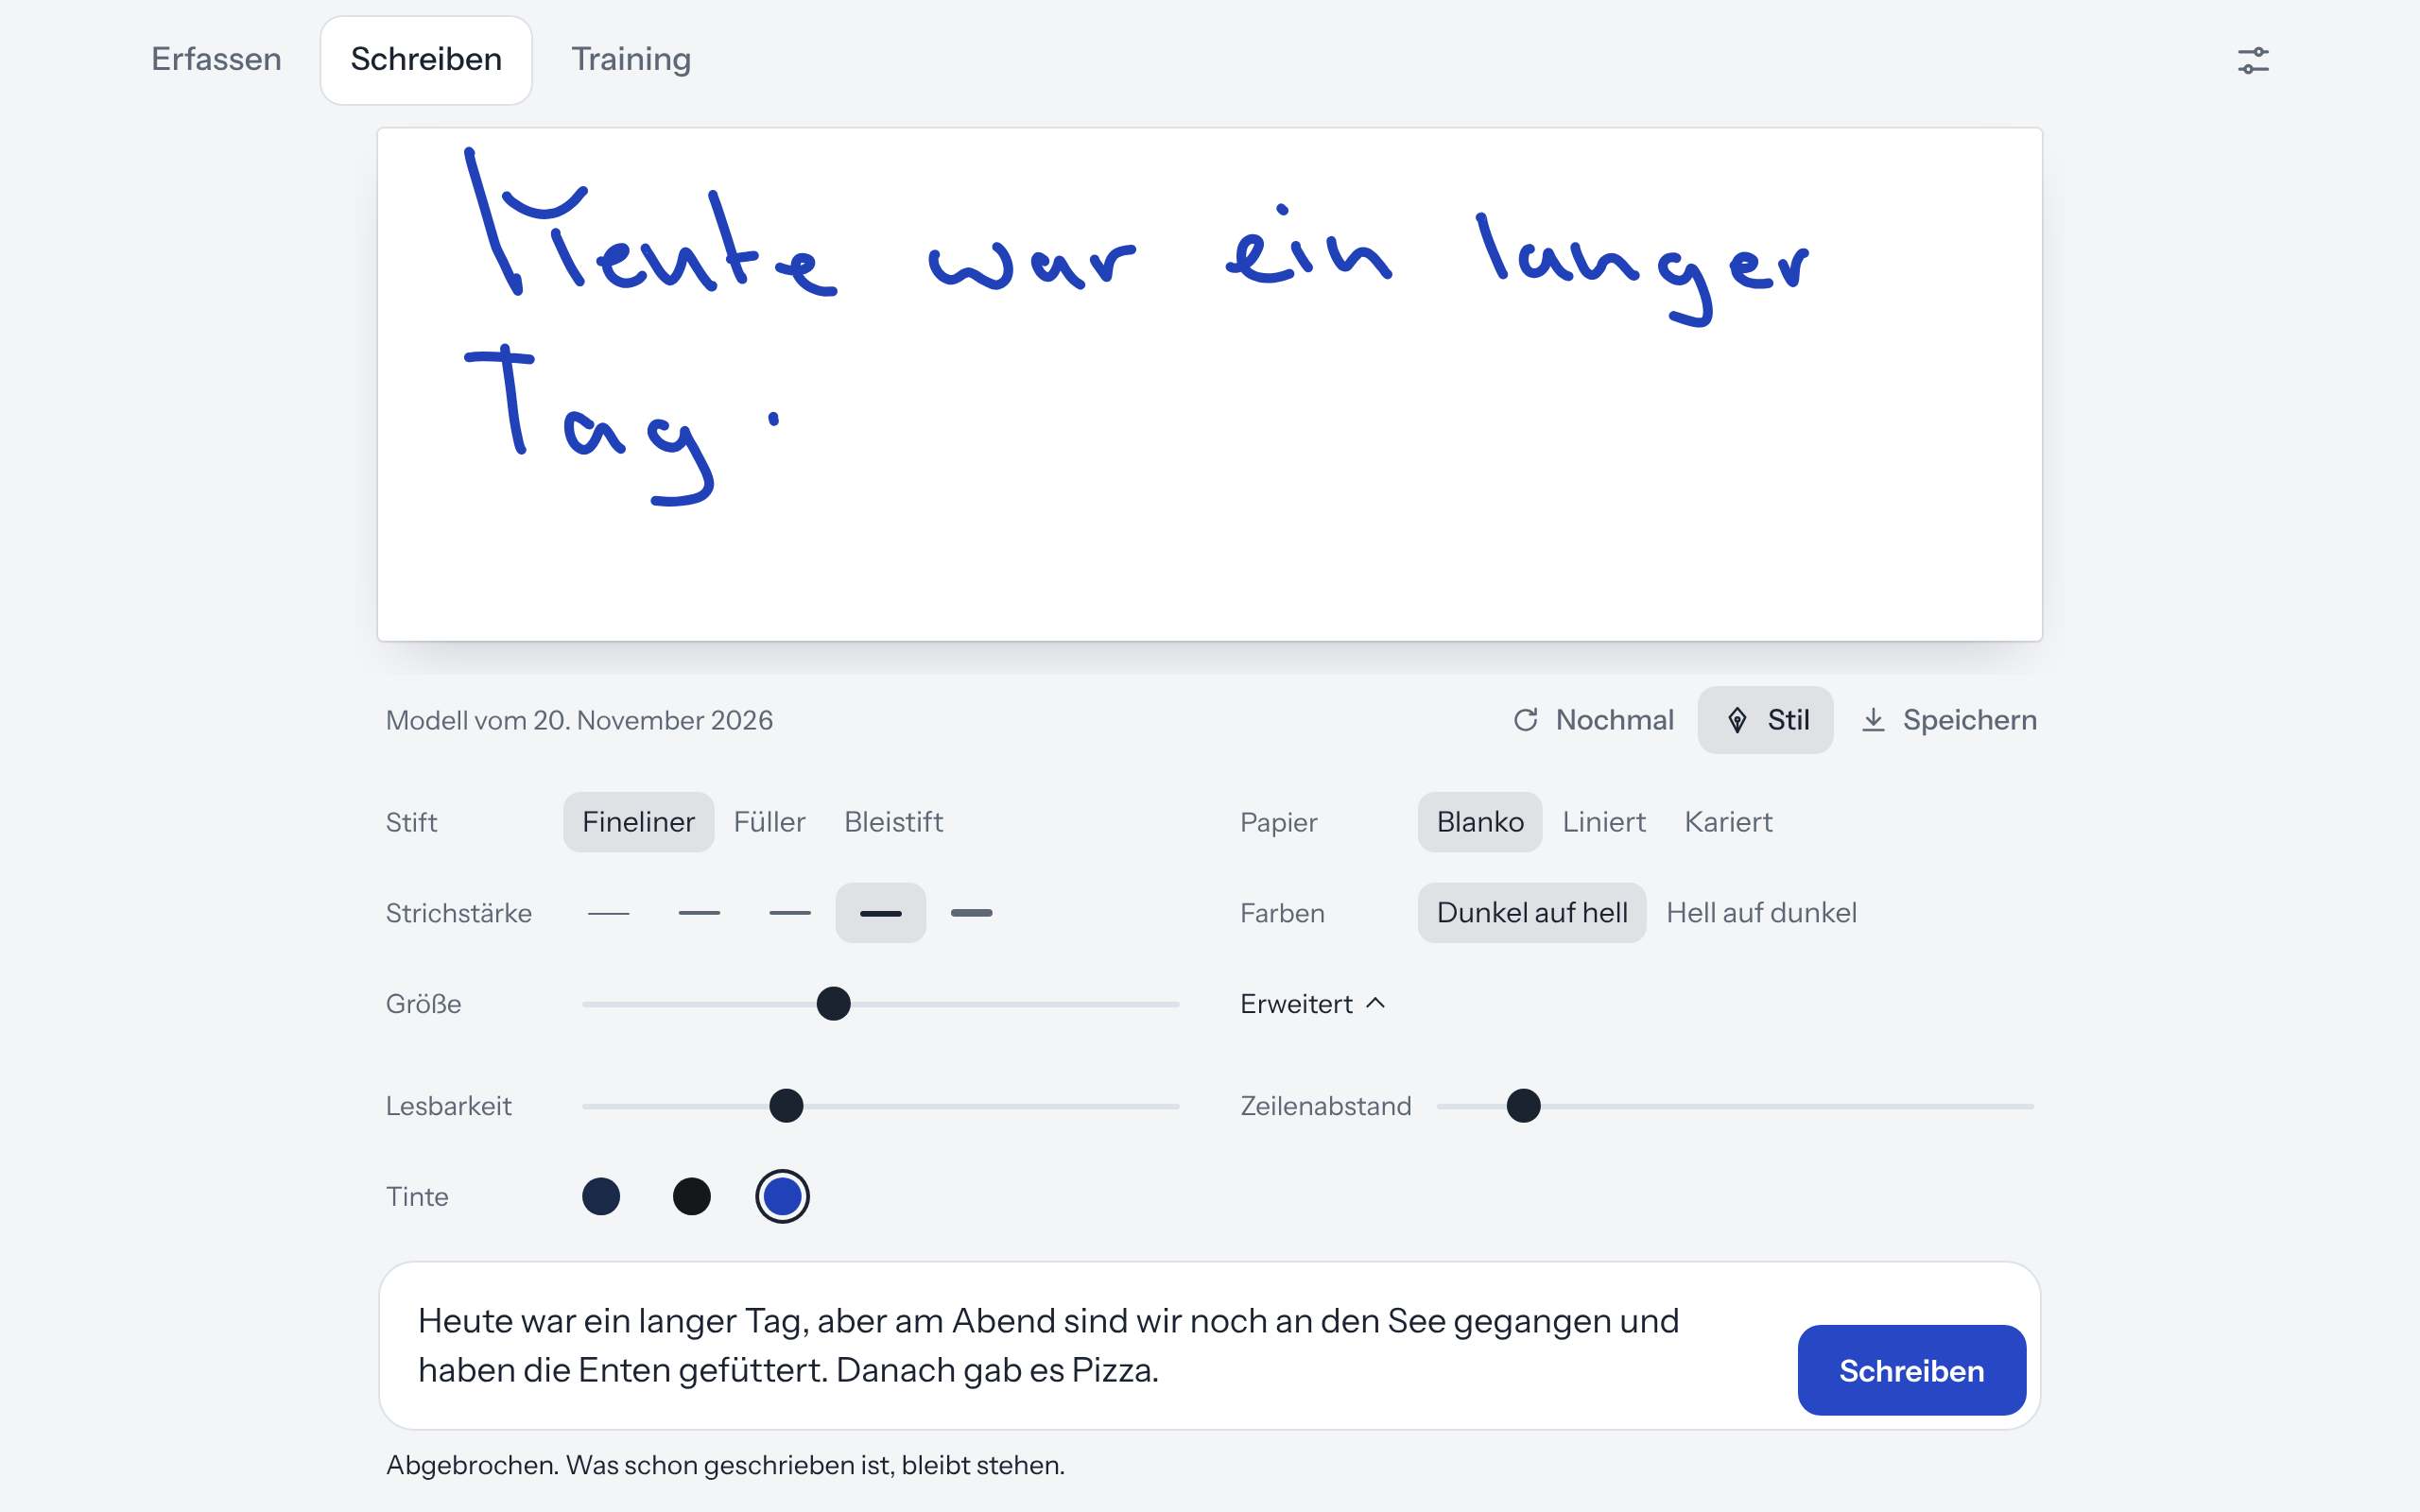 Erfassen Schreiben Training
Heute war ein langer
Tag.
Modell vom 20. November 2026 Nochmal Stil Speichern
Stift Fineliner Füller Bleistift Papier Blanko Liniert Kariert
Strichstärke Farben Dunkel auf hell Hell auf dunkel
Größe Erweitert
Lesbarkeit Zeilenabstand
Tinte
Heute war ein langer Tag, aber am Abend sind wir noch an den See gegangen und
haben die Enten gefüttert. Danach gab es Pizza.
Schreiben
Abgebrochen. Was schon geschrieben ist, bleibt stehen.